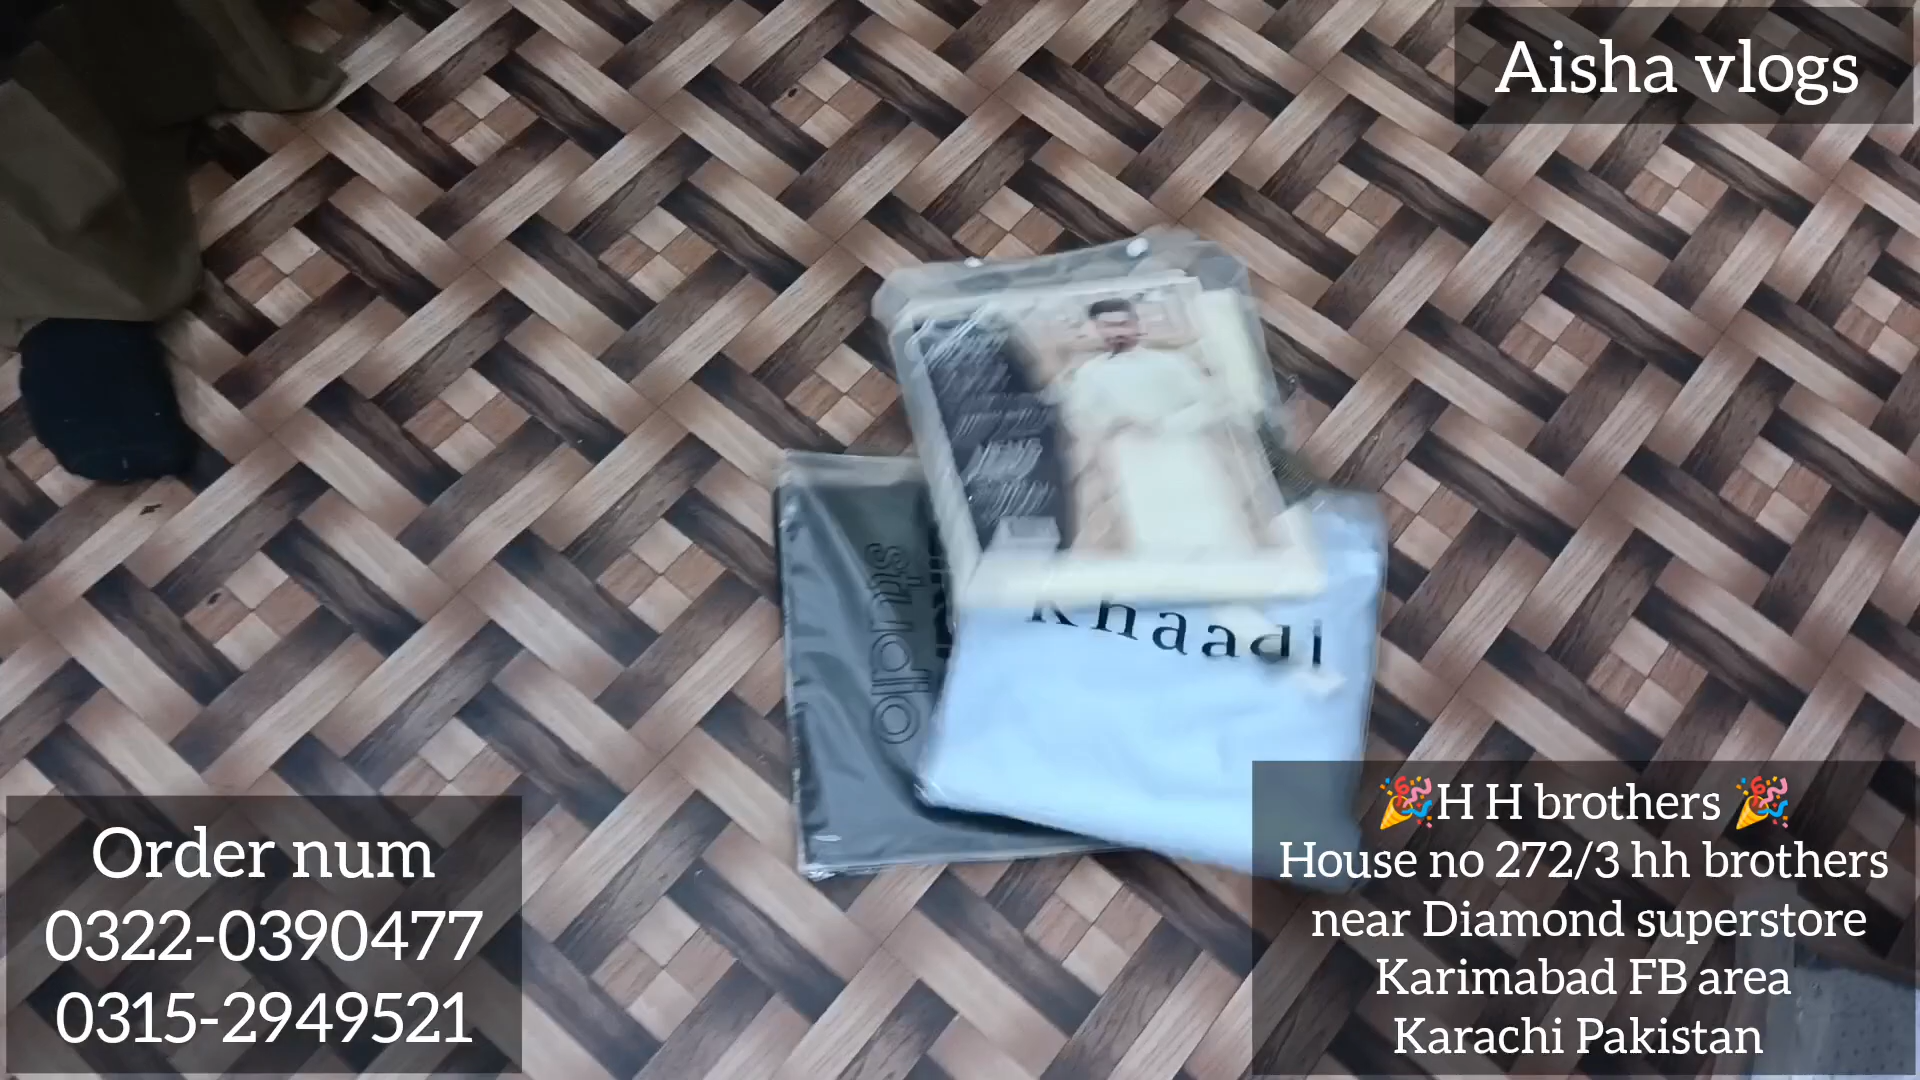 Aisha vlogs
studio
Khaadi
Order num
0322-0390477
0315-2949521
🎉H H brothers 🎉
House no 272/3 hh brothers
near Diamond superstore
Karimabad FB area
Karachi Pakistan